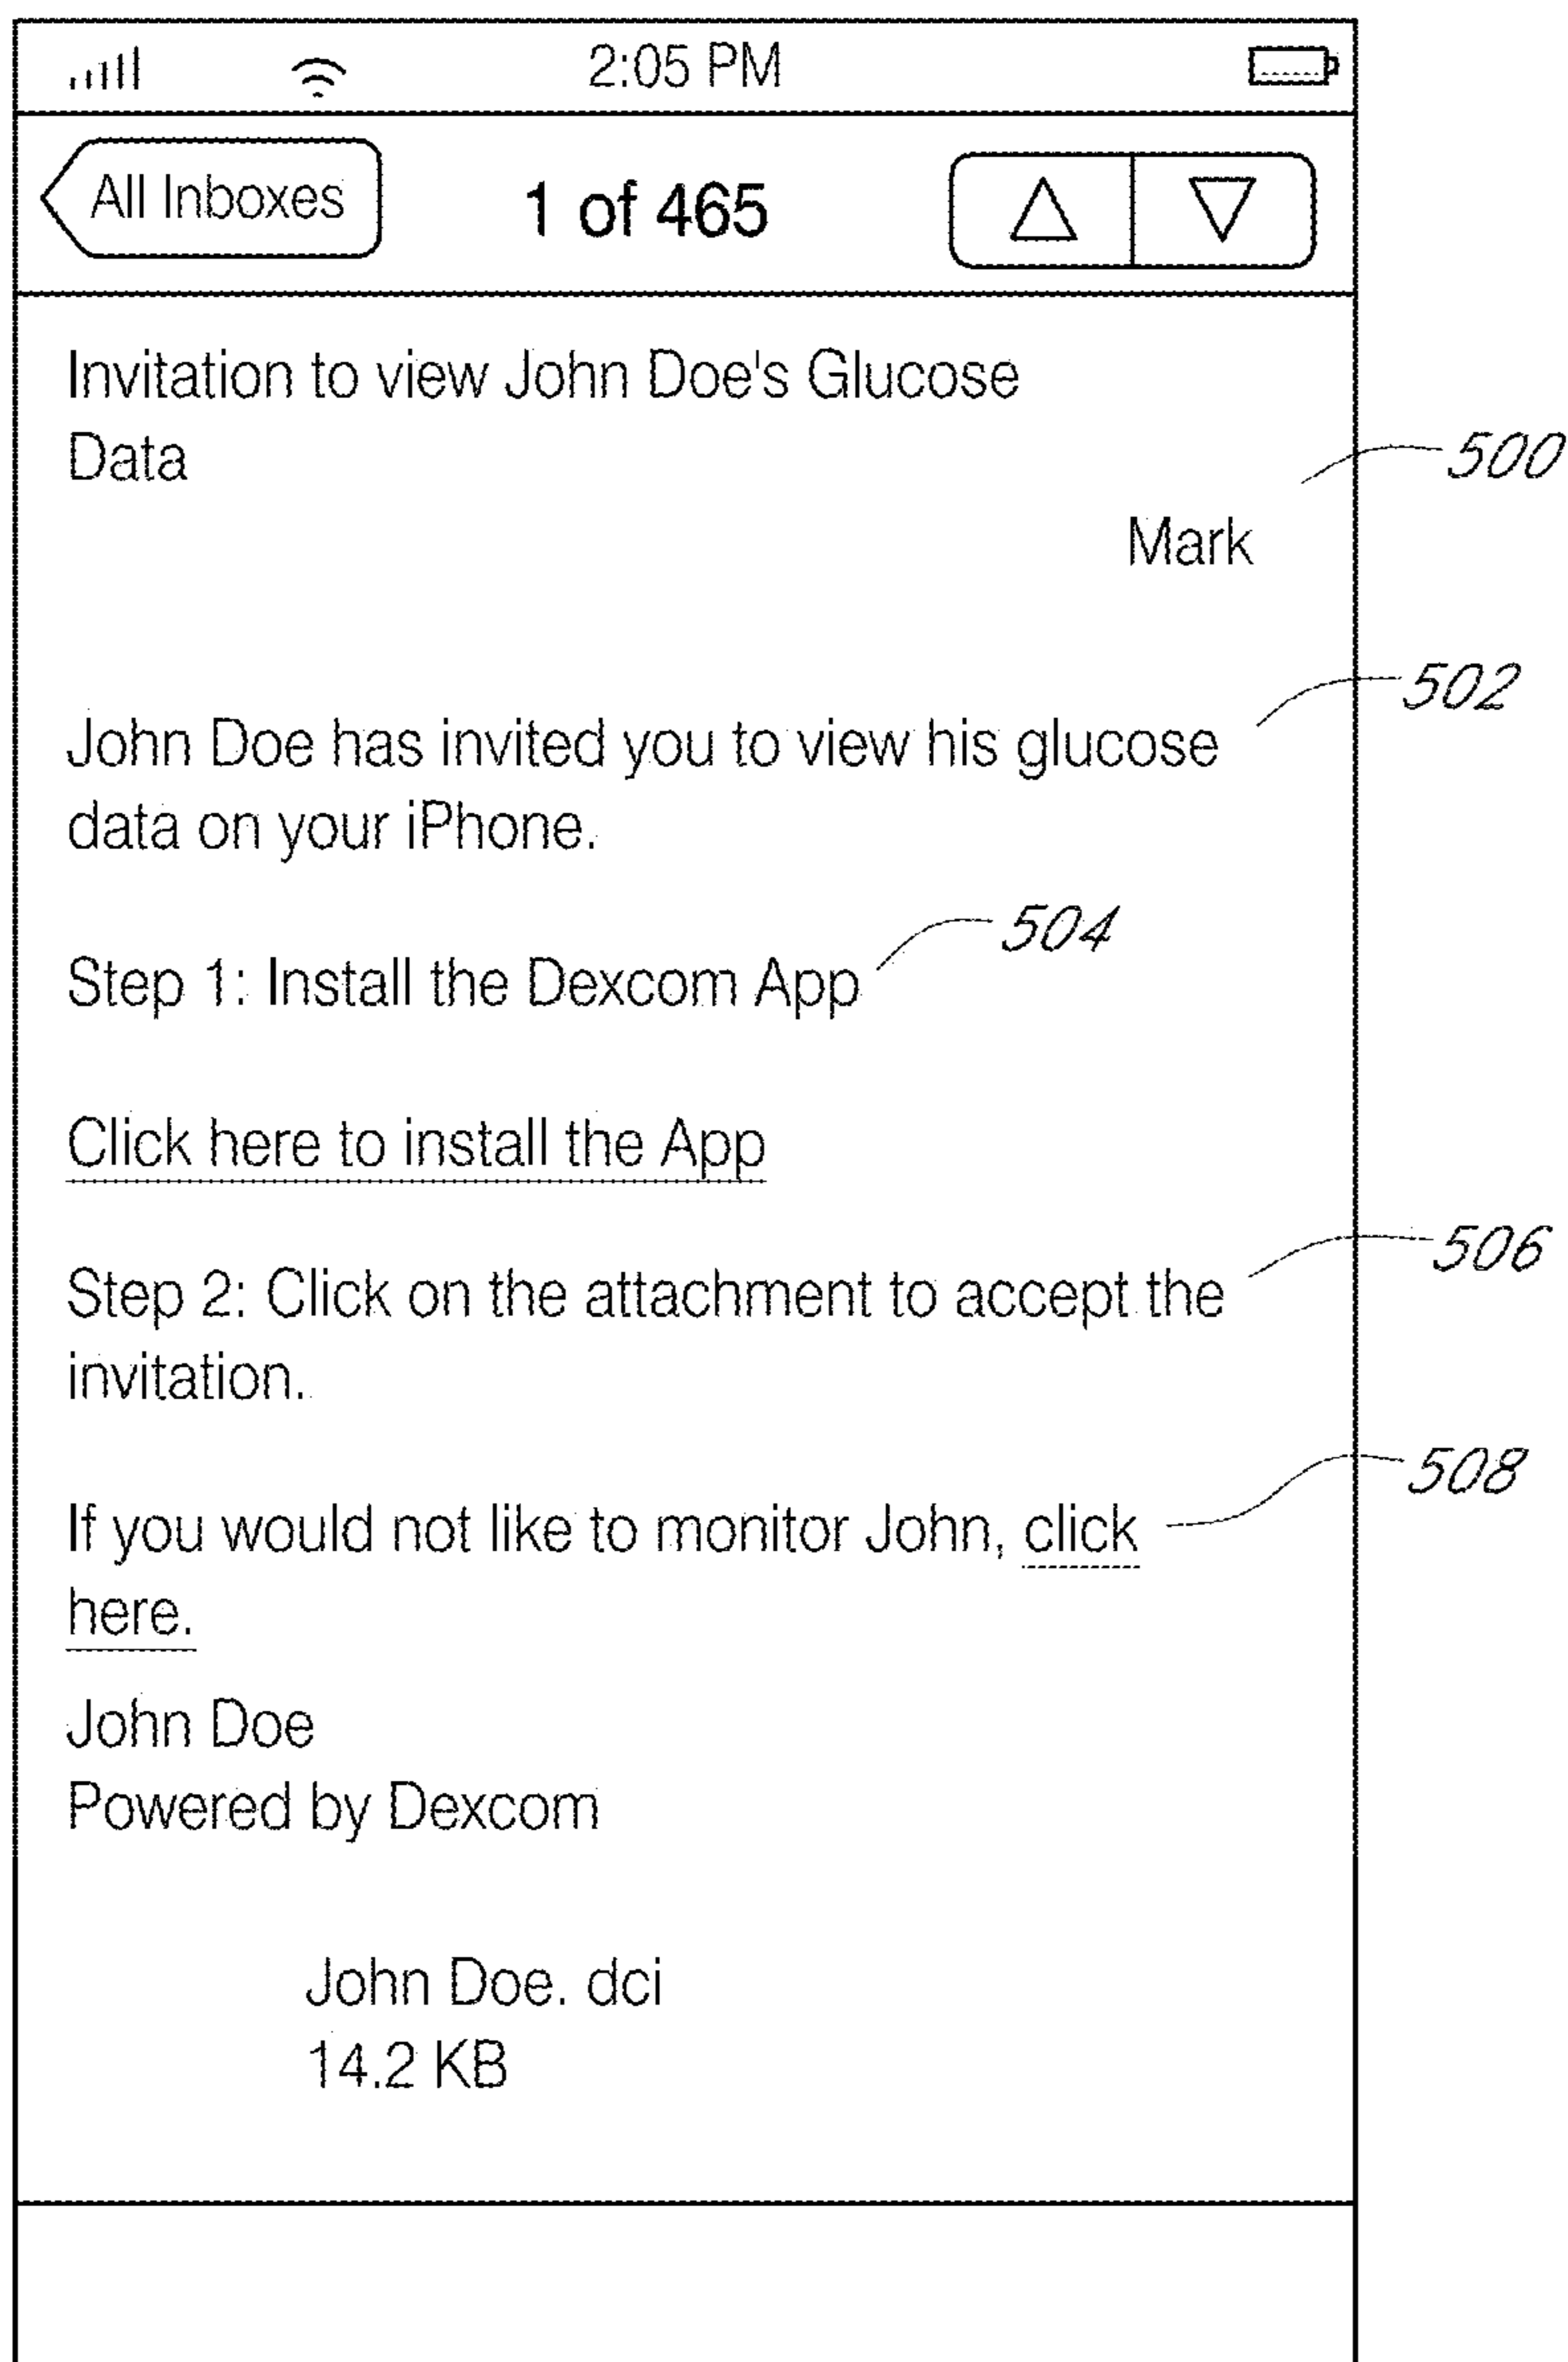 2:05 PM
All Inboxes 1 of 465
Invitation to view John Doe's Glucose
Data
500
Mark
502
John Doe has invited you to view his glucose
data on your iPhone.
504
Step 1: Install the Dexcom App
Click here to install the App
506
Step 2: Click on the attachment to accept the
invitation.
508
If you would not like to monitor John, click
here.
John Doe
Powered by Dexcom
John Doe. dci
14.2 KB